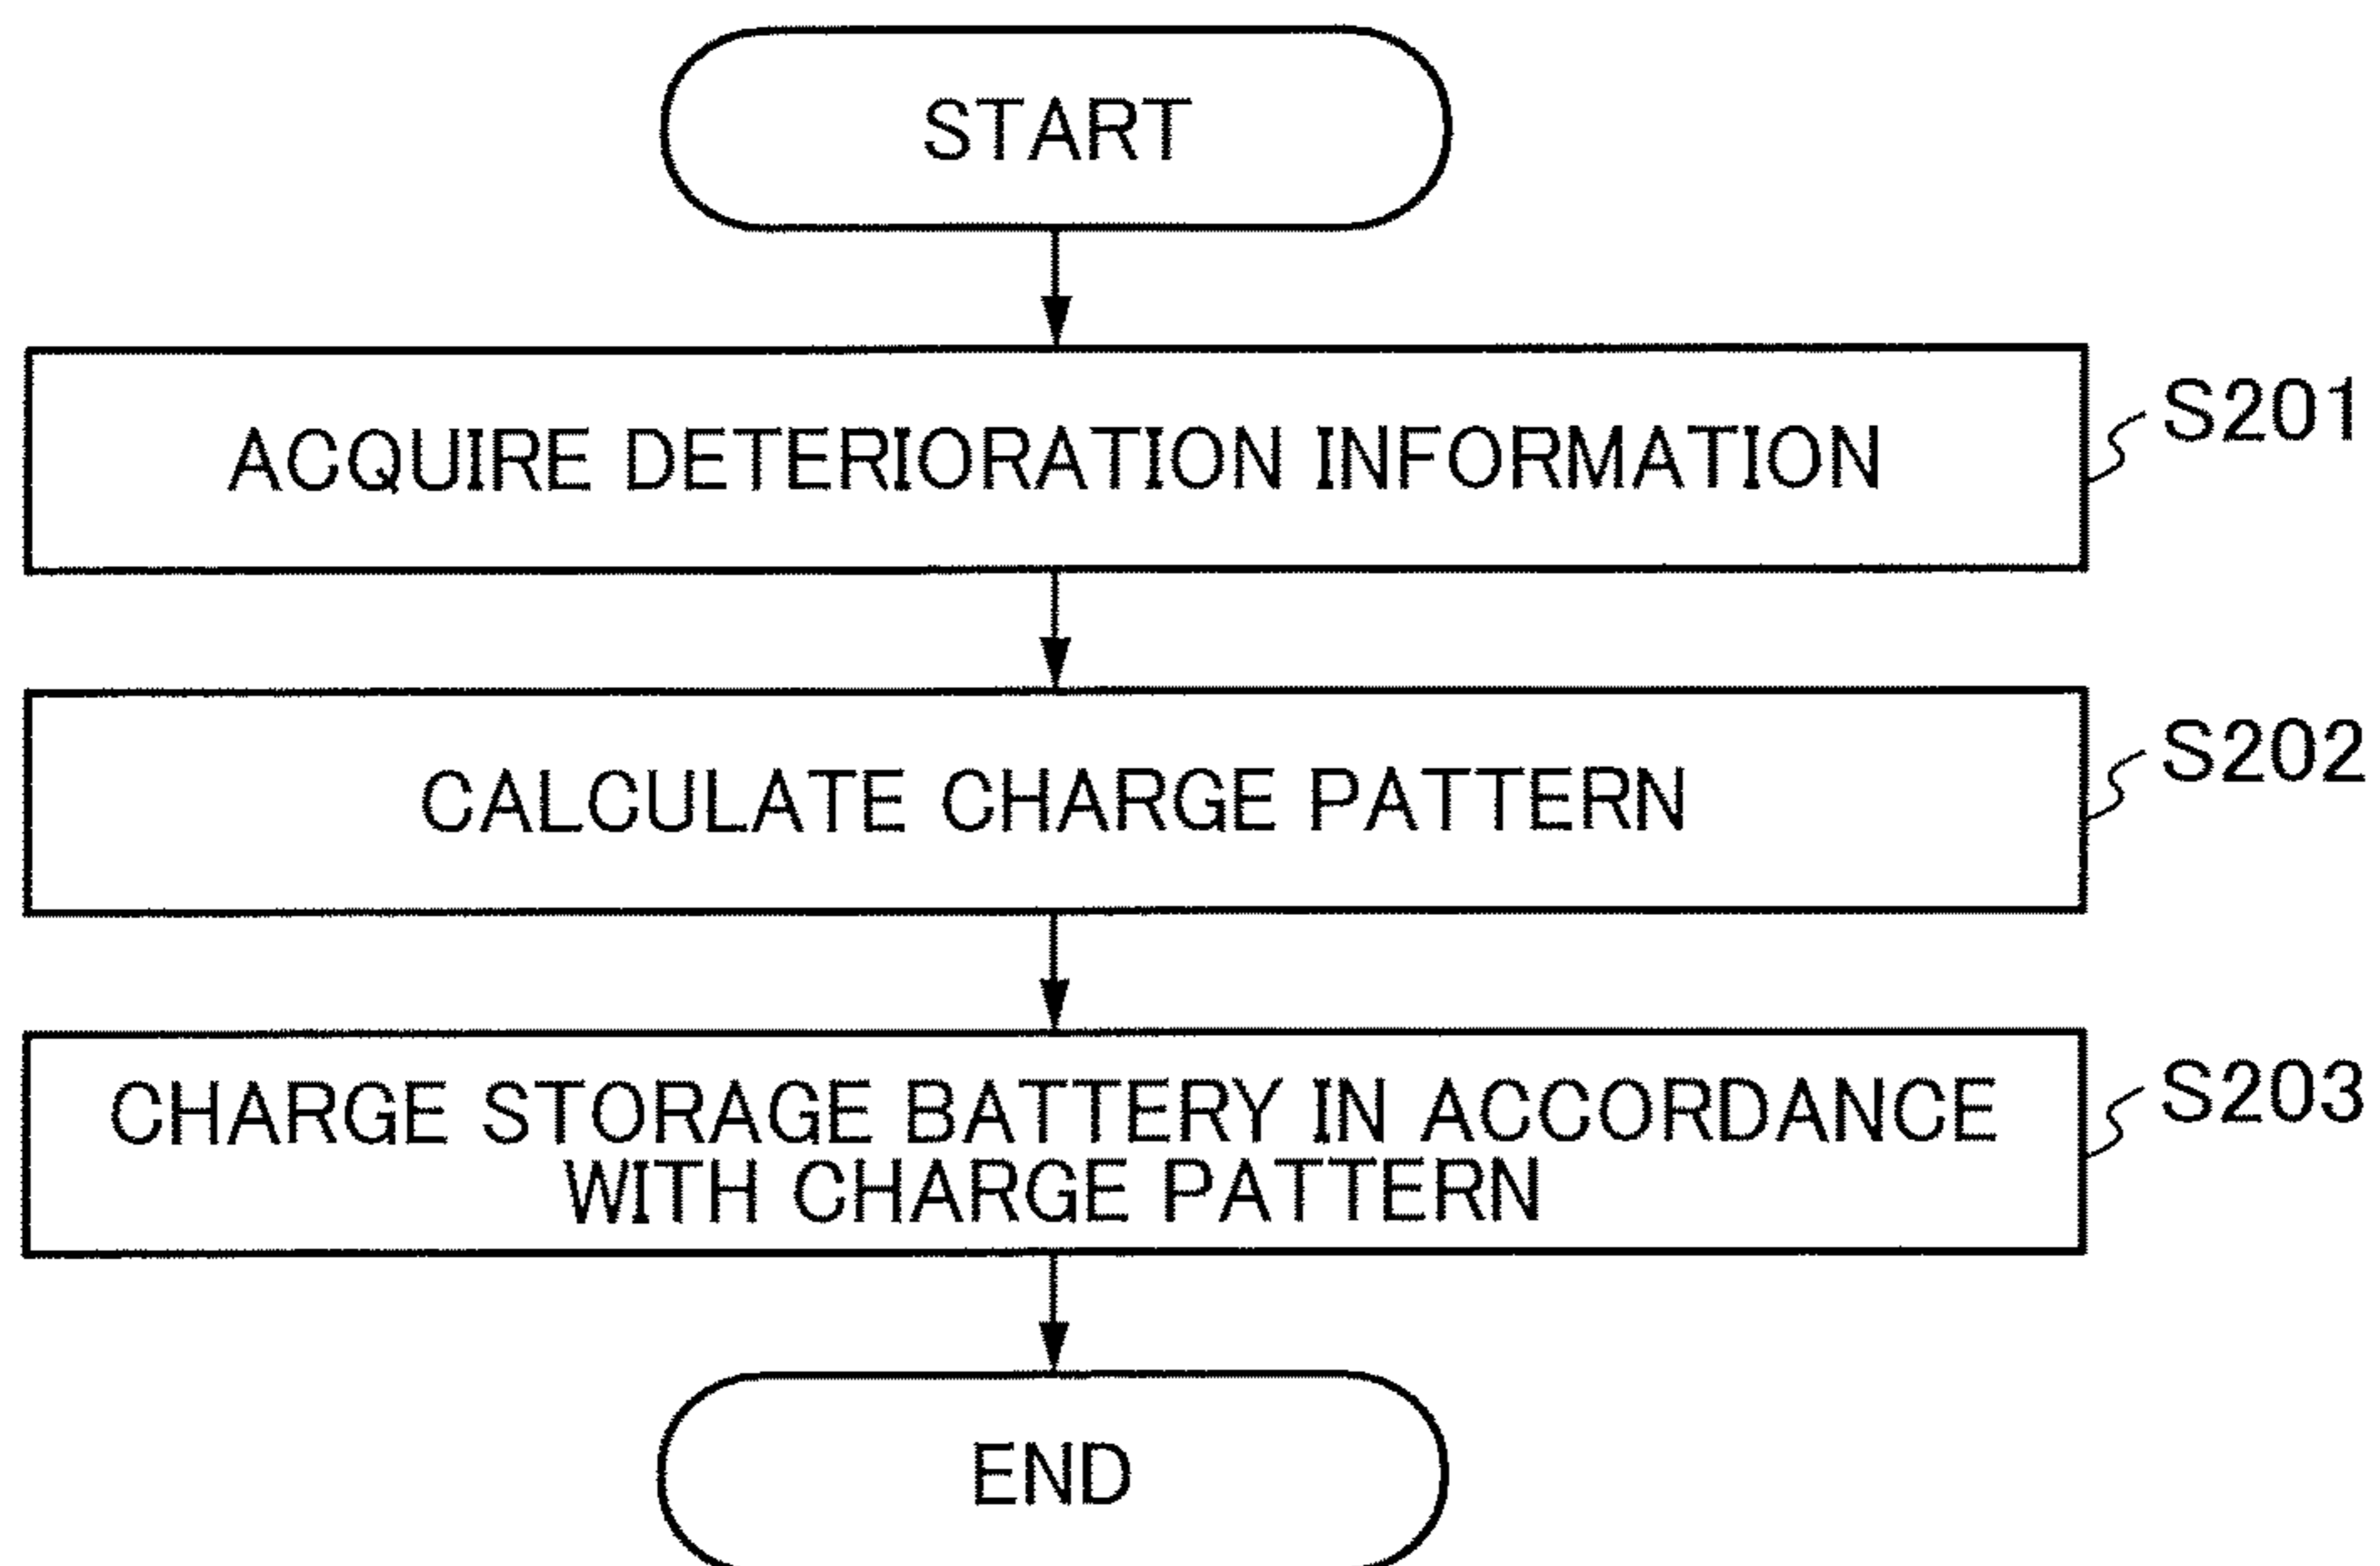 START
ACQUIRE DETERIORATION INFORMATION
S201
CALCULATE CHARGE PATTERN
S202
CHARGE STORAGE BATTERY IN ACCORDANCE
WITH CHARGE PATTERN
S203
END